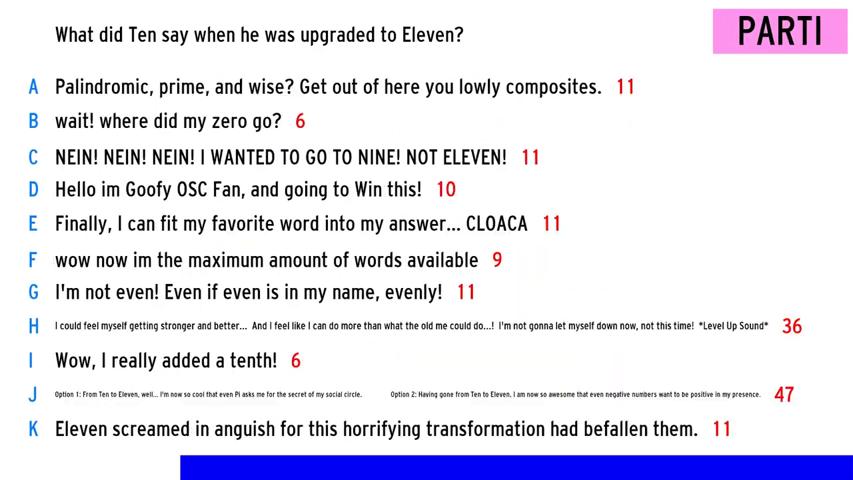 What did Ten say when he was upgraded to Eleven?
PARTI
A Palindromic, prime, and wise? Get out of here you lowly composites. 11
B wait! where did my zero go? 6
C NEIN! NEIN! NEIN! I WANTED TO GO TO NINE! NOT ELEVEN! 11
D Hello im Goofy OSC Fan, and going to Win this! 10
E Finally, I can fit my favorite word into my answer... CLOACA 11
F wow now im the maximum amount of words available 9
G I'm not even! Even if even is in my name, evenly! 11
H I could feel myself getting stronger and better... And I feel like I can do more than what the old me could do...! I'm not gonna let myself down now, not this time! *Level Up Sound* 36
I Wow, I really added a tenth! 6
J Option 1: From Ten to Eleven, well... I'm now so cool that even Pi asks me for the secret of my social circle. Option 2: Having gone from Ten to Eleven, I am now so awesome that even negative numbers want to be positive in my presence. 47
K Eleven screamed in anguish for this horrifying transformation had befallen them. 11